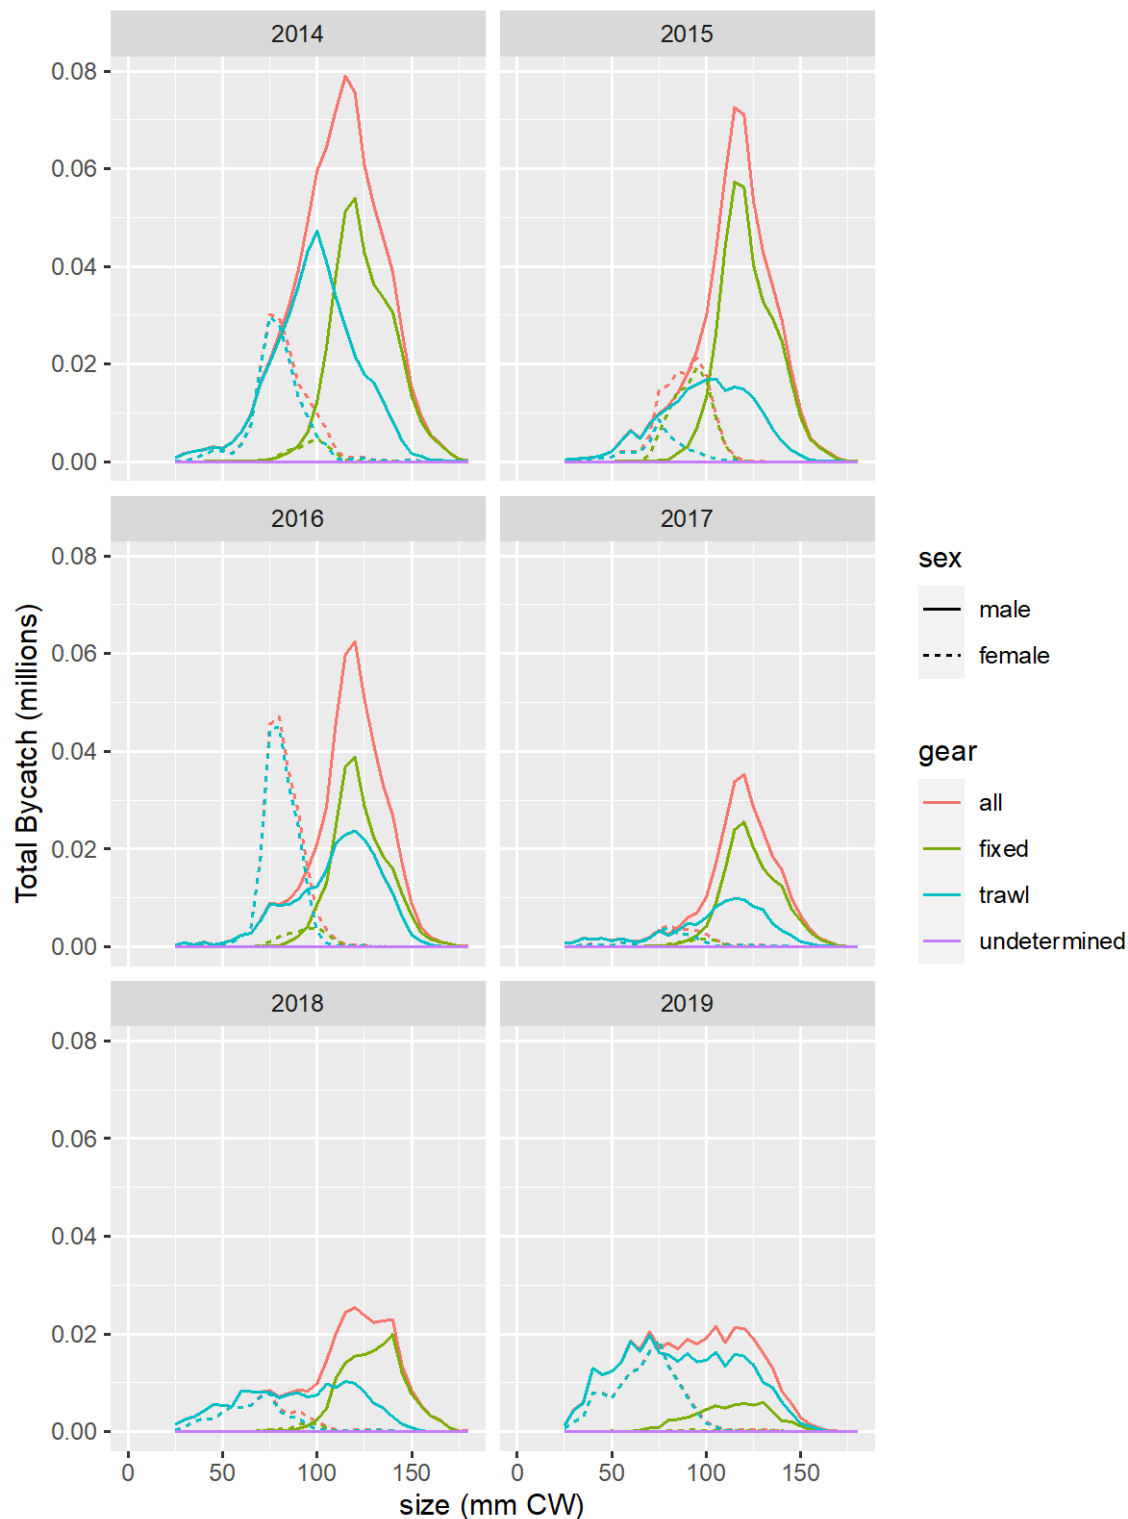 2014
2015
0.08
0.06
0.04
0.02
0.00
2016
2017
0.08
0.06
0.04
0.02
0.00
2018
2019
0.08
0.06
0.04
0.02
0.00
0 50 100 150
0 50 100 150
size (mm CW)
Total Bycatch (millions)
sex
male
female
gear
all
fixed
trawl
undetermined